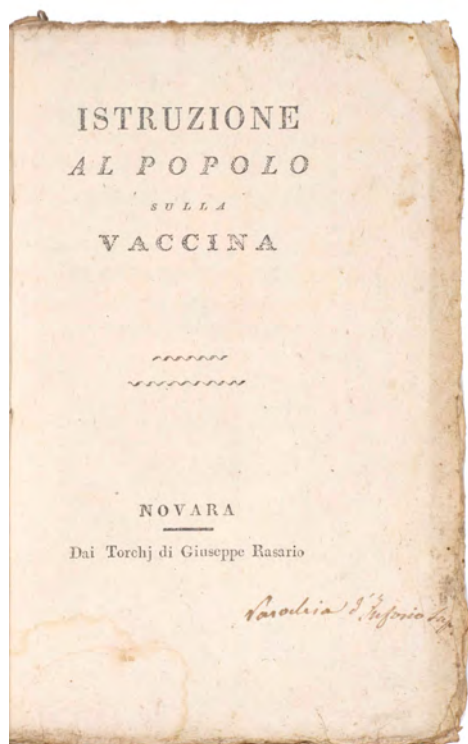 ISTRUZIONE
AL POPOLO
SULLA
VACCINA
NOVARA
Dai Torchj di Giuseppe Rasario